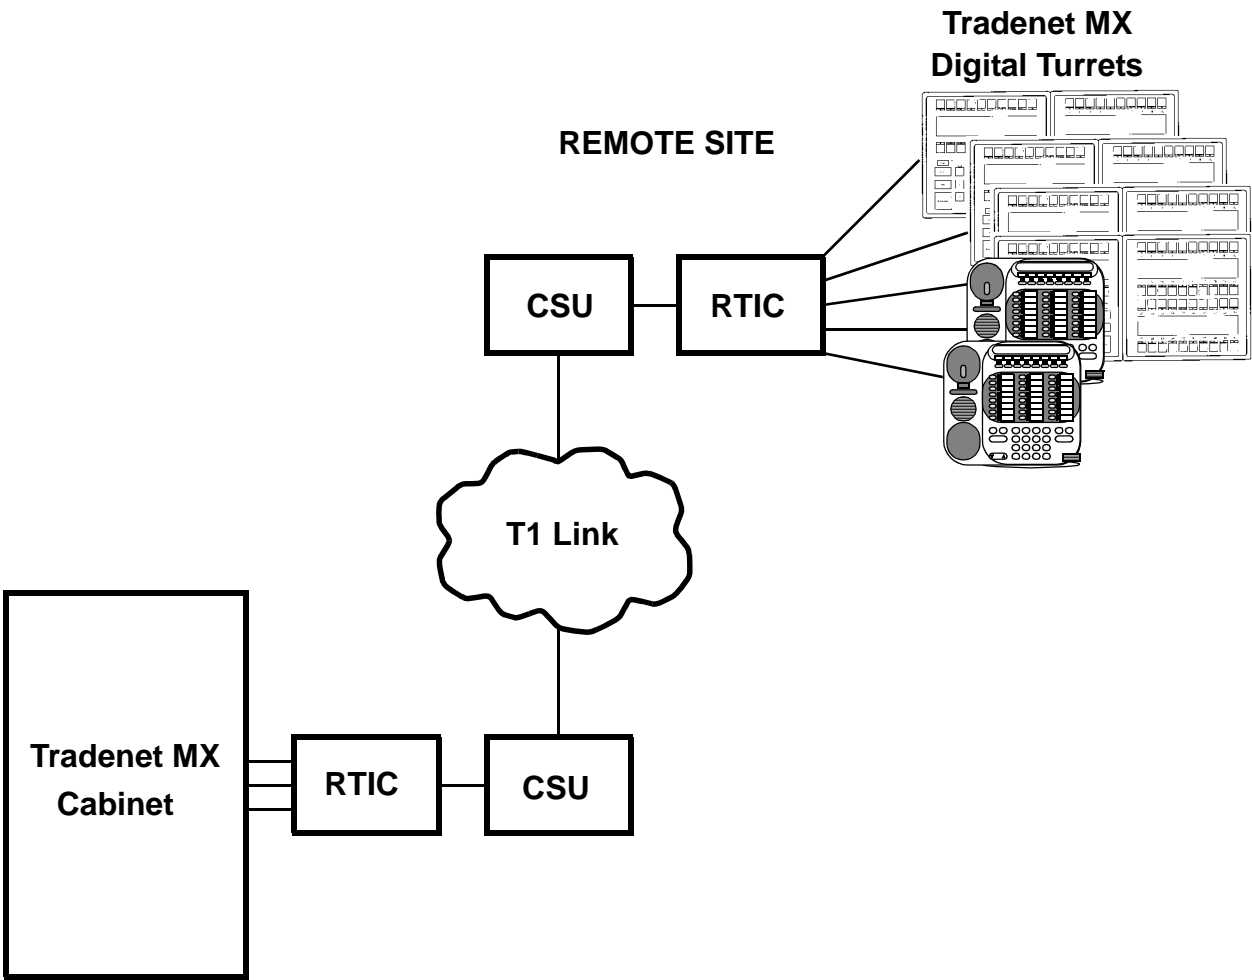 Tradenet MX
Digital Turrets
REMOTE SITE
CSU
RTIC
T1 Link
Tradenet MX
Cabinet
RTIC
CSU